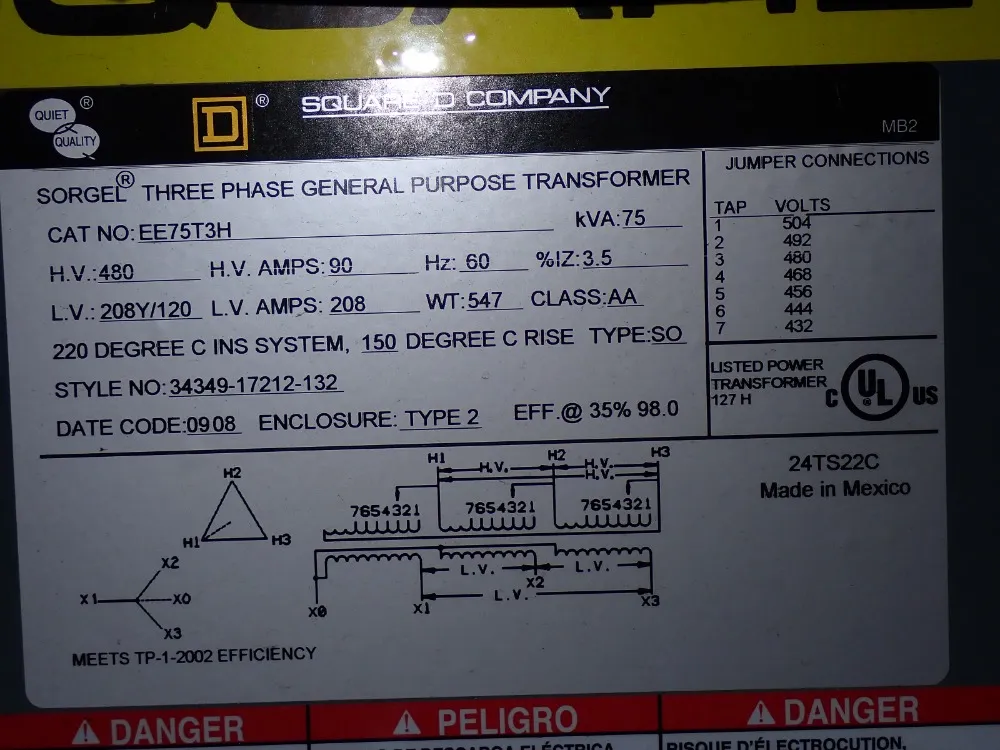 QUIET ®
QUALITY
D ®
SQUARE D COMPANY
MB2
SORGEL® THREE PHASE GENERAL PURPOSE TRANSFORMER
CAT NO: EE75T3H kVA: 75
H.V.: 480 H.V. AMPS: 90 Hz: 60 %IZ: 3.5
L.V.: 208Y/120 L.V. AMPS: 208 WT: 547 CLASS: AA
220 DEGREE C INS SYSTEM, 150 DEGREE C RISE TYPE: SO
STYLE NO: 34349-17212-132
DATE CODE: 0908 ENCLOSURE: TYPE 2 EFF.@ 35% 98.0
JUMPER CONNECTIONS
TAP VOLTS
1 504
2 492
3 480
4 468
5 456
6 444
7 432
LISTED POWER
TRANSFORMER
127 H
C UL® US
24TS22C
Made in Mexico
H2
H1 H3
X2
X1 X0
X3
H1 H2 H3
H.V. H.V.
H.V.
7654321 7654321 7654321
L.V. L.V.
X2
L.V.
X0 X1 X3
MEETS TP-1-2002 EFFICIENCY
DANGER PELIGRO DANGER
RISQUE D'ÉLECTROCUTION,